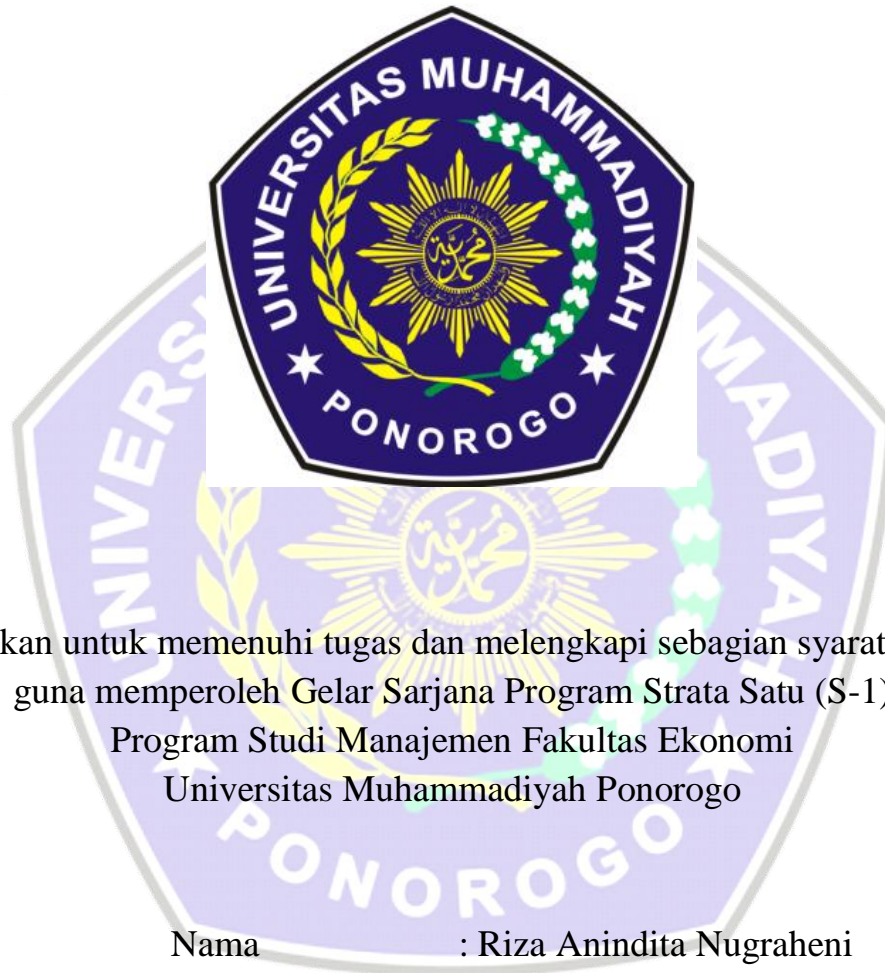 UNIVERSITAS MUHAMMADIYAH
PONOROGO
محمدية
kan untuk memenuhi tugas dan melengkapi sebagian syarat
guna memperoleh Gelar Sarjana Program Strata Satu (S-1)
Program Studi Manajemen Fakultas Ekonomi
Universitas Muhammadiyah Ponorogo
Nama : Riza Anindita Nugraheni